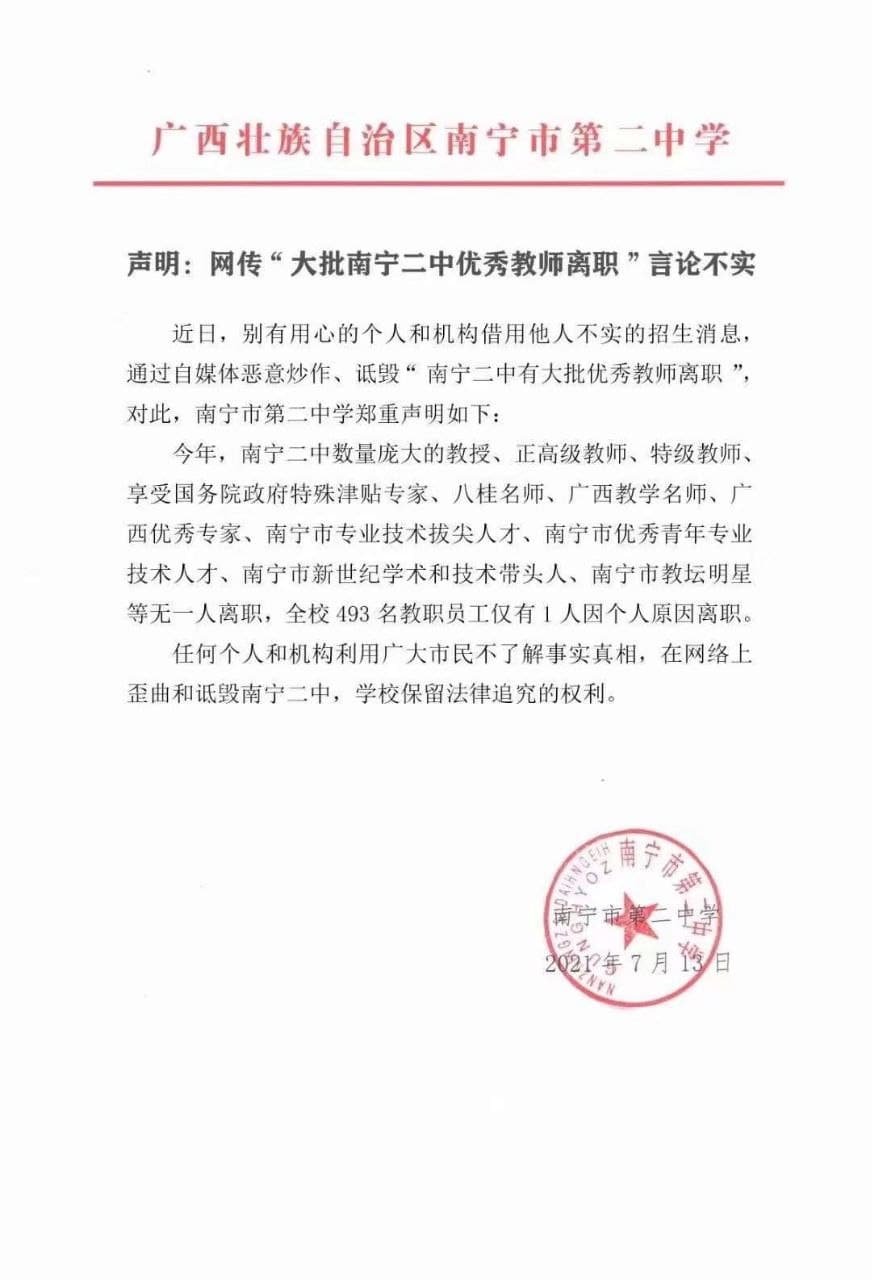 广西壮族自治区南宁市第二中学
声明：网传“大批南宁二中优秀教师离职”言论不实
近日，别有用心的个人和机构借用他人不实的招生消息，
通过自媒体恶意炒作、诋毁“南宁二中有大批优秀教师离职”，
对此，南宁市第二中学郑重声明如下：
今年，南宁二中数量庞大的教授、正高级教师、特级教师、
享受国务院政府特殊津贴专家、八桂名师、广西教学名师、广
西优秀专家、南宁市专业技术拔尖人才、南宁市优秀青年专业
技术人才、南宁市新世纪学术和技术带头人、南宁市教坛明星
等无一人离职，全校 493 名教职员工仅有 1 人因个人原因离职。
任何个人和机构利用广大市民不了解事实真相，在网络上
歪曲和诋毁南宁二中，学校保留法律追究的权利。
南宁市第二中学
NANZNINGZ DAIHNGEIH
CUNGHYOZ
南宁市第二中学
2021 年 7 月 13 日